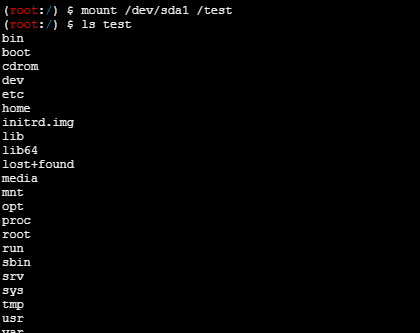 (root:/) $ mount /dev/sda1 /test
(root:/) $ ls test
bin
boot
cdrom
dev
etc
home
initrd.img
lib
lib64
lost+found
media
mnt
opt
proc
root
run
sbin
srv
sys
tmp
usr
var